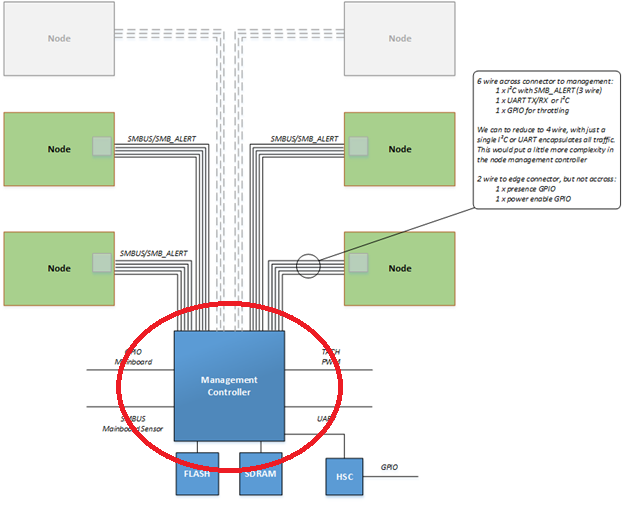 Node
Node
6 wire across connector to management:
1 x I²C with SMB_ALERT (3 wire)
1 x UART TX/RX or I²C
1 x GPIO for throttling
We can to reduce to 4 wire, with just a
single I²C or UART encapsulates all traffic.
This would put a little more complexity in
the node management controller
2 wire to edge connector, but not accross:
1 x presence GPIO
1 x power enable GPIO
Node
SMBUS/SMB_ALERT
SMBUS/SMB_ALERT
Node
Node
SMBUS/SMB_ALERT
Node
GPIO
Mainboard
TACH
PWM
Management
Controller
SMBUS
Mainboard Sensor
UART
FLASH
SDRAM
HSC
GPIO